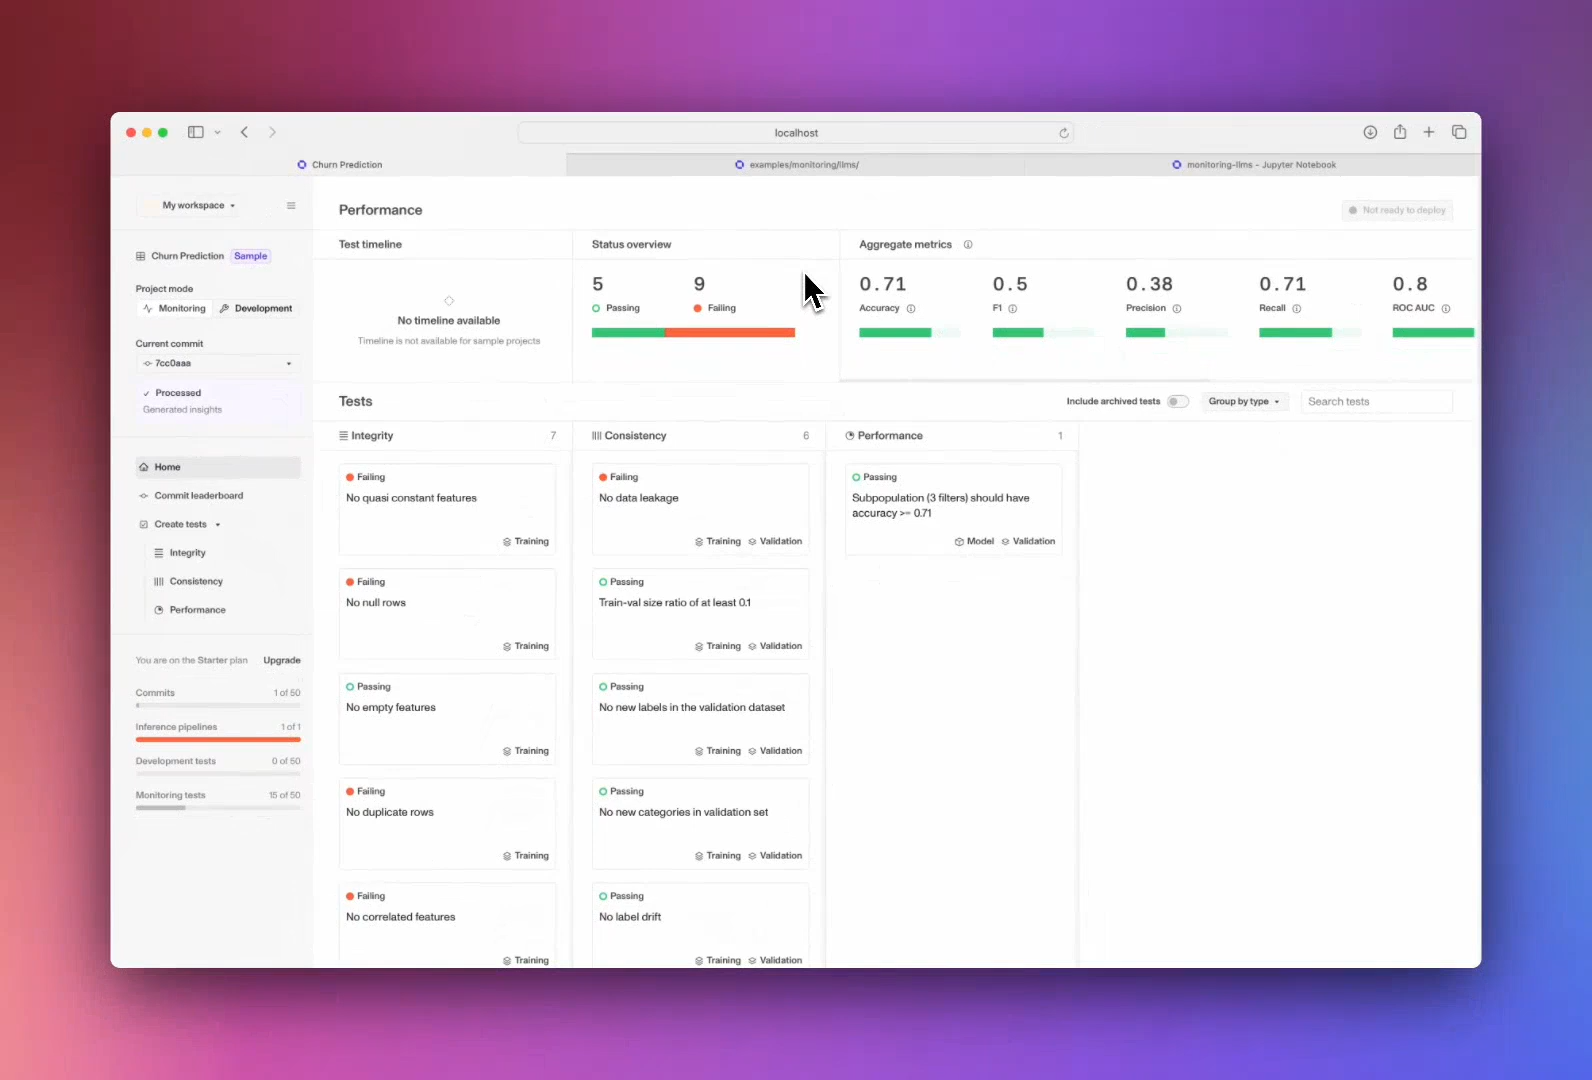 localhost
Churn Prediction
examples/monitoring/llms/
monitoring-llms - Jupyter Notebook
My workspace
Churn Prediction Sample
Project mode
Monitoring Development
Current commit
7cc0aaa
Processed
Generated insights
Home
Commit leaderboard
Create tests
Integrity
Consistency
Performance
You are on the Starter plan Upgrade
Commits 1 of 50
Inference pipelines 1 of 1
Development tests 0 of 50
Monitoring tests 15 of 50
Performance
Not ready to deploy
Test timeline
No timeline available
Timeline is not available for sample projects
Status overview
5 9
Passing Failing
Aggregate metrics
0.71 0.5 0.38 0.71 0.8
Accuracy F1 Precision Recall ROC AUC
Tests
Include archived tests Group by type Search tests
Integrity 7
Failing
No quasi constant features
Training
Failing
No null rows
Training
Passing
No empty features
Training
Failing
No duplicate rows
Training
Failing
No correlated features
Training
Consistency 6
Failing
No data leakage
Training Validation
Passing
Train-val size ratio of at least 0.1
Training Validation
Passing
No new labels in the validation dataset
Training Validation
Passing
No new categories in validation set
Training Validation
Passing
No label drift
Training Validation
Performance 1
Passing
Subpopulation (3 filters) should have
accuracy >= 0.71
Model Validation